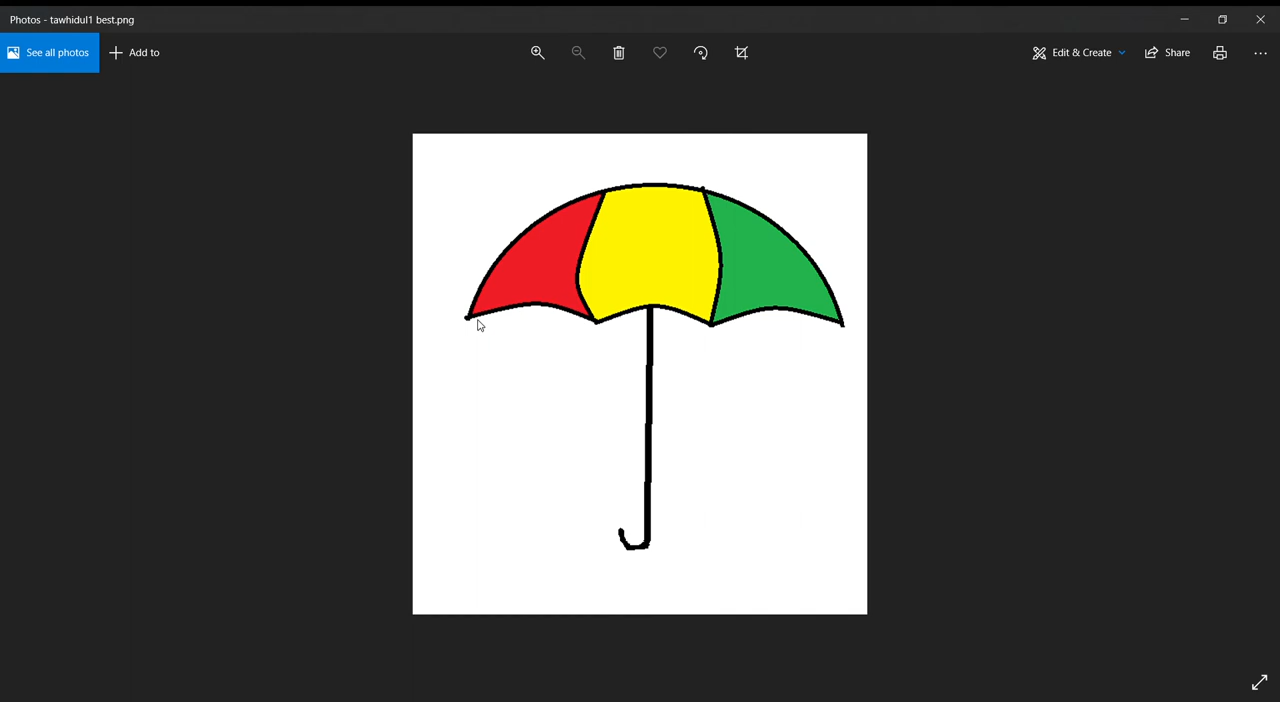 Photos - tawhidul1 best.png
See all photos
Add to
Edit & Create
Share